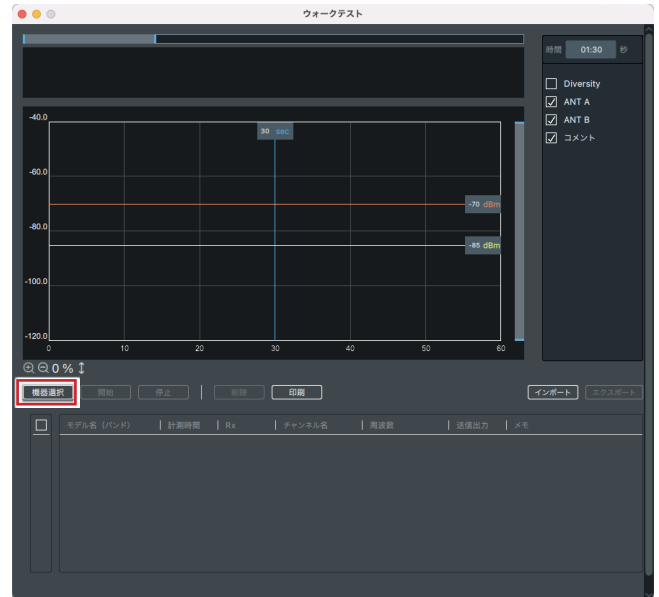 ウォークテスト
時間 01:30 秒
Diversity
ANT A
ANT B
コメント
-40.0
30 sec
-60.0
-70 dBm
-80.0
-85 dBm
-100.0
-120.0
0 10 20 30 40 50 60
0 %
機器選択 開始 停止 削除 印刷 インポート エクスポート
モデル名（バンド） 計測時間 Rx チャンネル名 周波数 送信出力 メモ